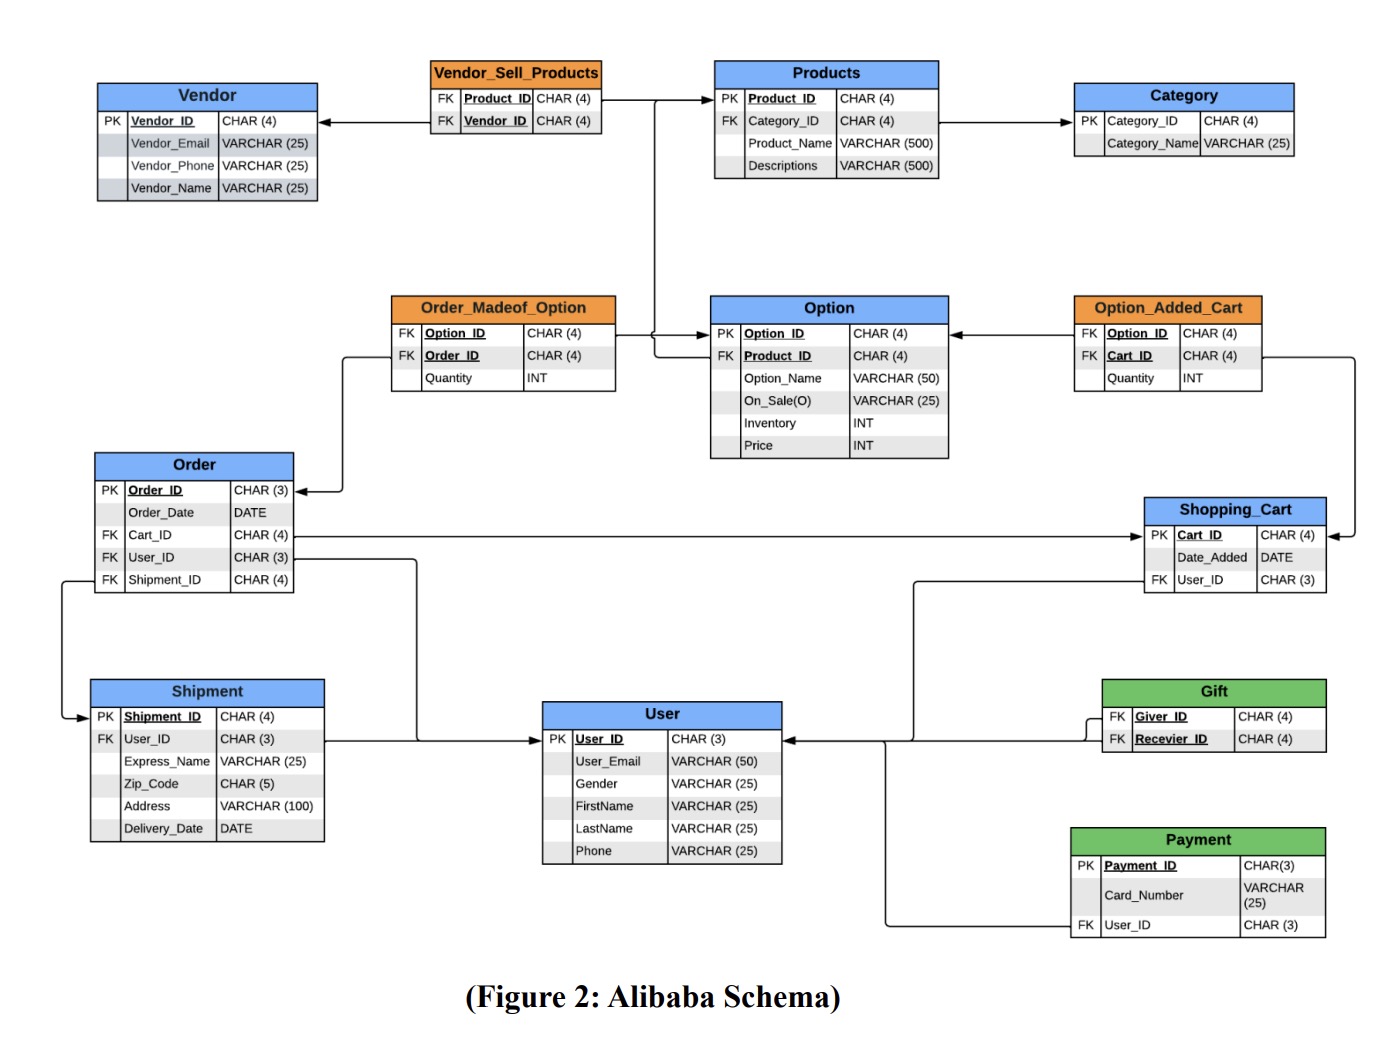 Vendor
PK Vendor_ID CHAR (4)
Vendor_Email VARCHAR (25)
Vendor_Phone VARCHAR (25)
Vendor_Name VARCHAR (25)
Vendor_Sell_Products
FK Product_ID CHAR (4)
FK Vendor_ID CHAR (4)
Products
PK Product_ID CHAR (4)
FK Category_ID CHAR (4)
Product_Name VARCHAR (500)
Descriptions VARCHAR (500)
Category
PK Category_ID CHAR (4)
Category_Name VARCHAR (25)
Order_Madeof_Option
FK Option_ID CHAR (4)
FK Order_ID CHAR (4)
Quantity INT
Option
PK Option_ID CHAR (4)
FK Product_ID CHAR (4)
Option_Name VARCHAR (50)
On_Sale(O) VARCHAR (25)
Inventory INT
Price INT
Option_Added_Cart
FK Option_ID CHAR (4)
FK Cart_ID CHAR (4)
Quantity INT
Order
PK Order_ID CHAR (3)
Order_Date DATE
FK Cart_ID CHAR (4)
FK User_ID CHAR (3)
FK Shipment_ID CHAR (4)
Shopping_Cart
PK Cart_ID CHAR (4)
Date_Added DATE
FK User_ID CHAR (3)
Shipment
PK Shipment_ID CHAR (4)
FK User_ID CHAR (3)
Express_Name VARCHAR (25)
Zip_Code CHAR (5)
Address VARCHAR (100)
Delivery_Date DATE
User
PK User_ID CHAR (3)
User_Email VARCHAR (50)
Gender VARCHAR (25)
FirstName VARCHAR (25)
LastName VARCHAR (25)
Phone VARCHAR (25)
Gift
FK Giver_ID CHAR (4)
FK Recevier_ID CHAR (4)
Payment
PK Payment_ID CHAR(3)
Card_Number VARCHAR
(25)
FK User_ID CHAR (3)
(Figure 2: Alibaba Schema)